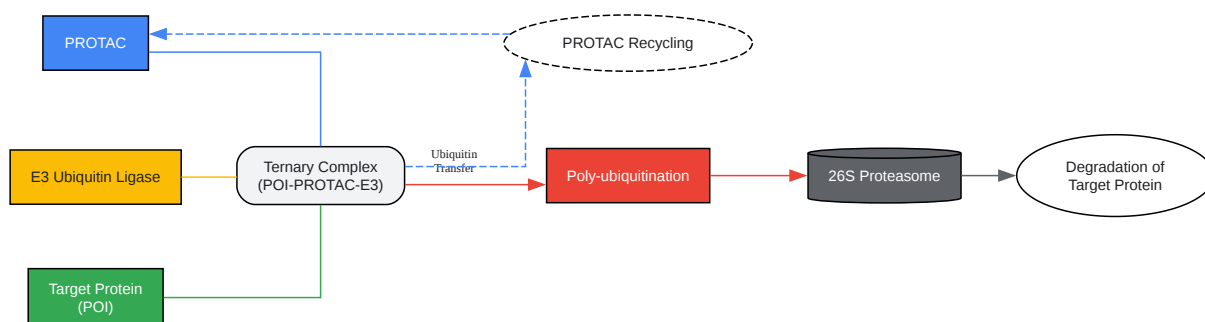 PROTAC
PROTAC Recycling
E3 Ubiquitin Ligase
Ternary Complex
(POI-PROTAC-E3)
Ubiquitin
Transfer
Poly-ubiquitination
26S Proteasome
Degradation of
Target Protein
Target Protein
(POI)